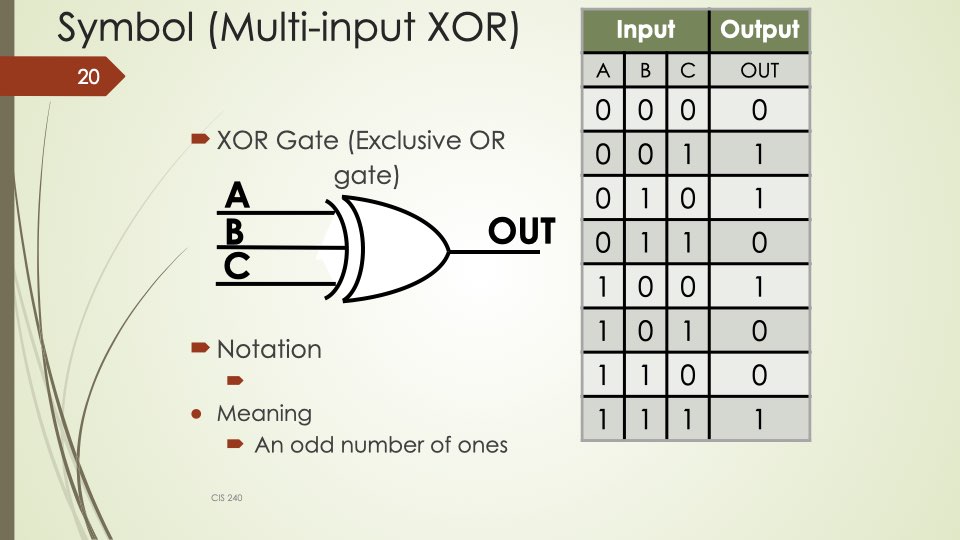 Symbol (Multi-input XOR)
20
XOR Gate (Exclusive OR
gate)
A
B
C
OUT
Notation
Meaning
An odd number of ones
CIS 240
Input Output
A B C OUT
0 0 0 0
0 0 1 1
0 1 0 1
0 1 1 0
1 0 0 1
1 0 1 0
1 1 0 0
1 1 1 1